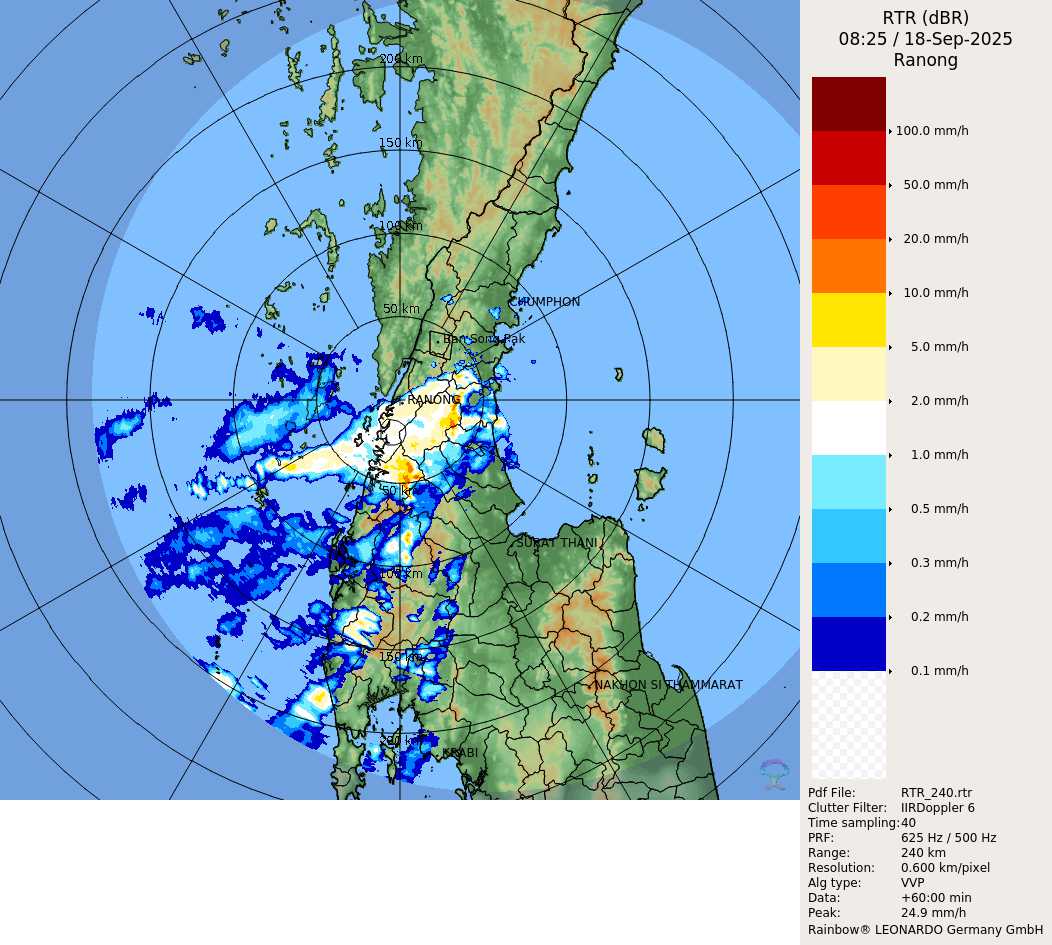 RTR (dBR)
08:25 / 18-Sep-2025
Ranong
200 km
150 km
100 km
50 km
CHUMPHON
Ban Song Rak
RANONG
50 km
SURAT THANI
100 km
150 km
NAKHON SI THAMMARAT
200 km
KRABI
100.0 mm/h
50.0 mm/h
20.0 mm/h
10.0 mm/h
5.0 mm/h
2.0 mm/h
1.0 mm/h
0.5 mm/h
0.3 mm/h
0.2 mm/h
0.1 mm/h
Pdf File: RTR_240.rtr
Clutter Filter: IIRDoppler 6
Time sampling: 40
PRF: 625 Hz / 500 Hz
Range: 240 km
Resolution: 0.600 km/pixel
Alg type: VVP
Data: +60:00 min
Peak: 24.9 mm/h
Rainbow® LEONARDO Germany GmbH